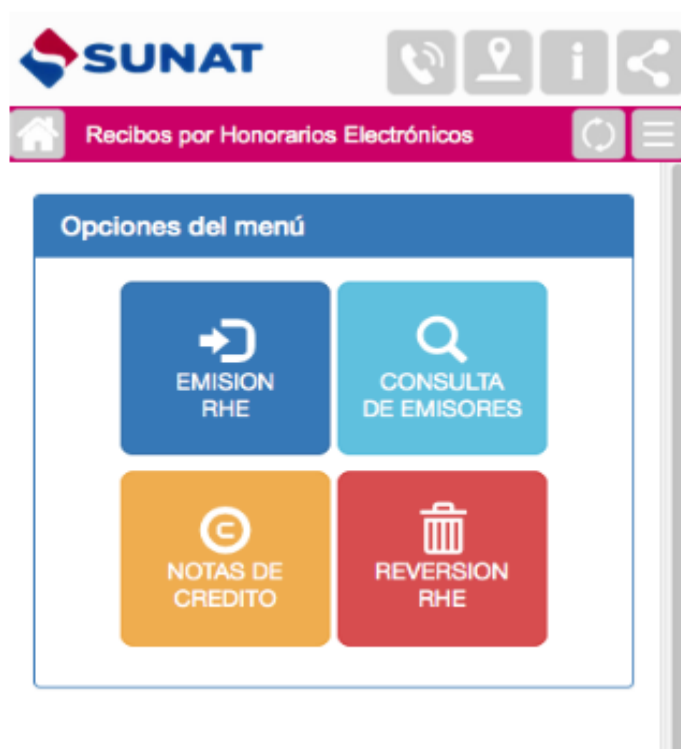 SUNAT
Recibos por Honorarios Electrónicos
Opciones del menú
EMISION
RHE
CONSULTA
DE EMISORES
NOTAS DE
CREDITO
REVERSION
RHE